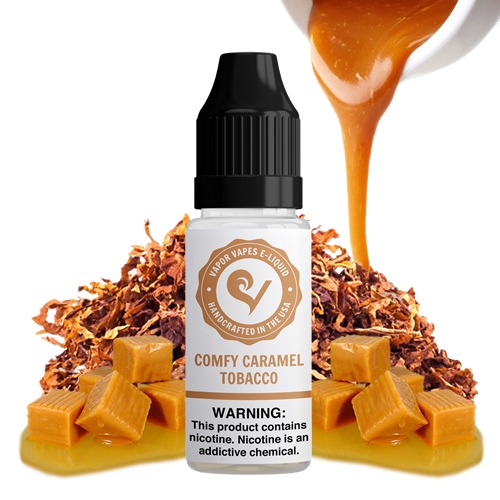 VAPOR VAPES E-LIQUID
HANDCRAFTED IN THE USA
COMFY CARAMEL
TOBACCO
WARNING:
This product contains
nicotine. Nicotine is an
addictive chemical.